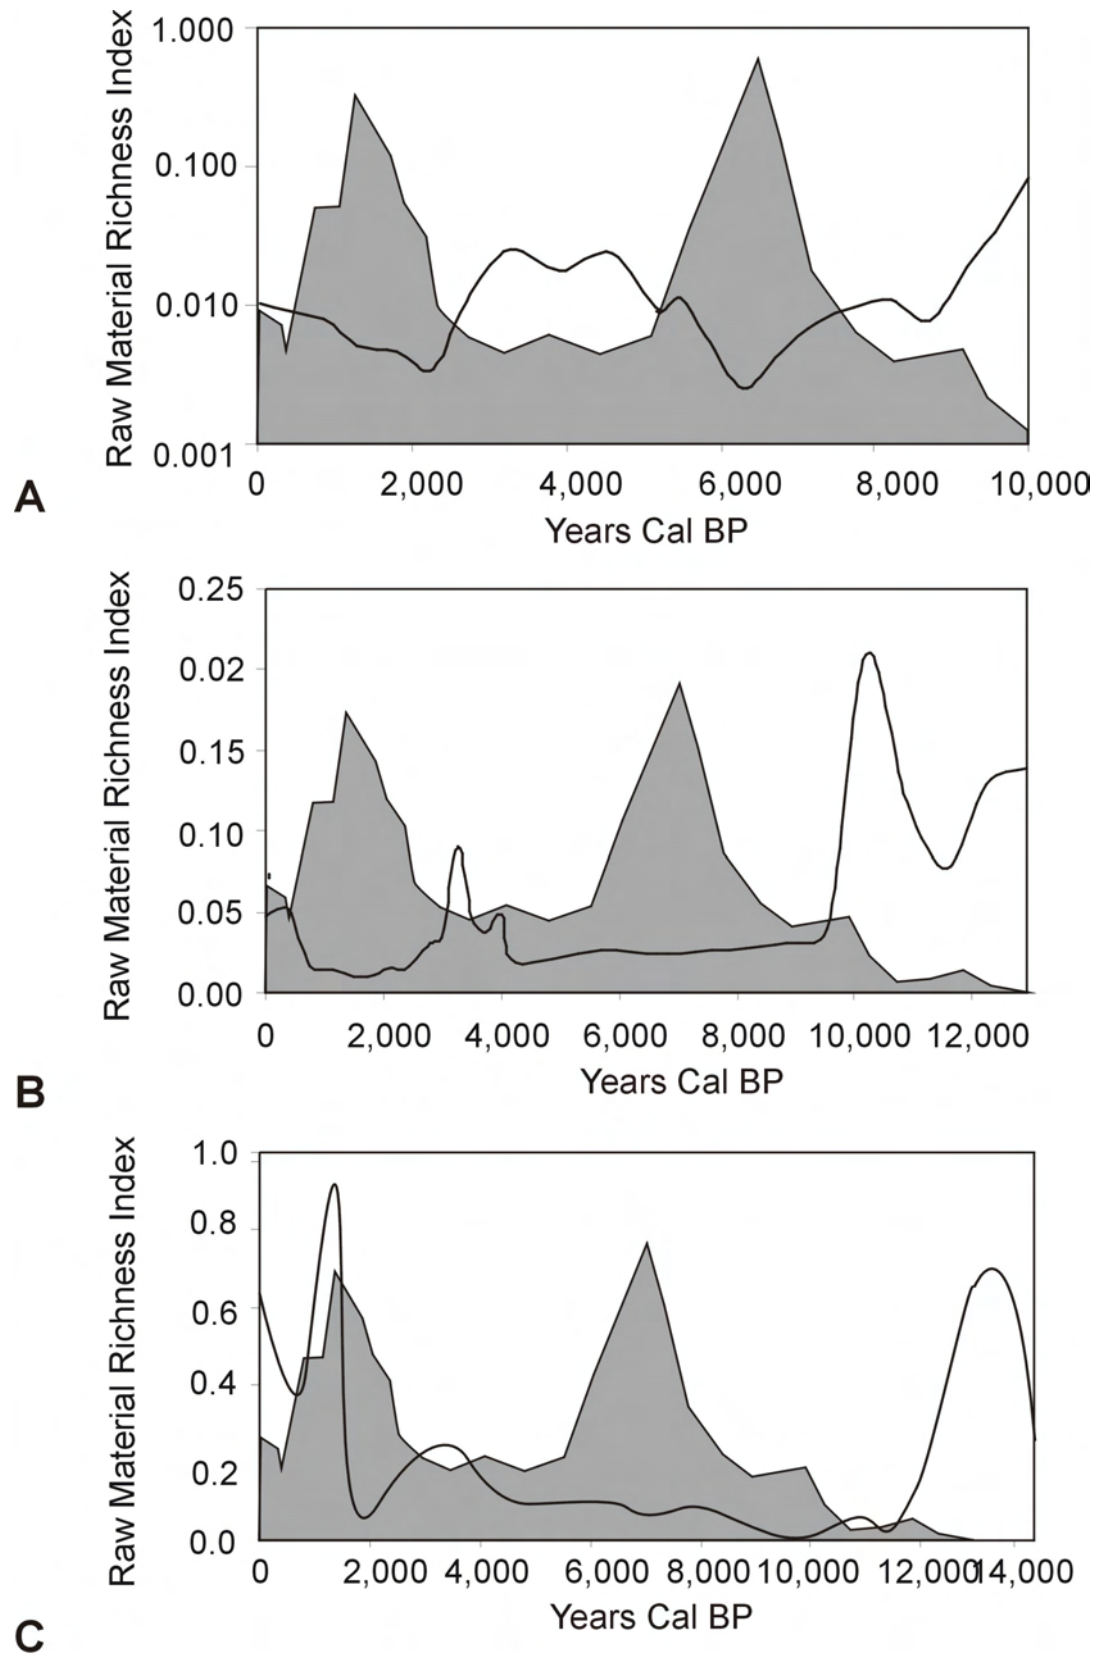 Raw Material Richness Index
1.000
0.100
0.010
0.001
0 2,000 4,000 6,000 8,000 10,000
Years Cal BP
A
Raw Material Richness Index
0.25
0.02
0.15
0.10
0.05
0.00
0 2,000 4,000 6,000 8,000 10,000 12,000
Years Cal BP
B
Raw Material Richness Index
1.0
0.8
0.6
0.4
0.2
0.0
0 2,000 4,000 6,000 8,000 10,000 12,000 14,000
Years Cal BP
C